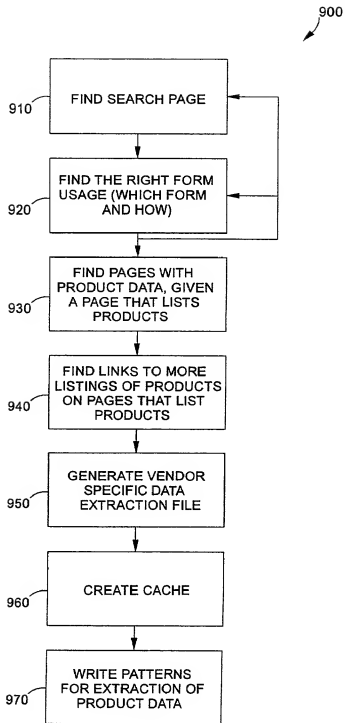 900
910
FIND SEARCH PAGE
920
FIND THE RIGHT FORM
USAGE (WHICH FORM
AND HOW)
930
FIND PAGES WITH
PRODUCT DATA, GIVEN
A PAGE THAT LISTS
PRODUCTS
940
FIND LINKS TO MORE
LISTINGS OF PRODUCTS
ON PAGES THAT LIST
PRODUCTS
950
GENERATE VENDOR
SPECIFIC DATA
EXTRACTION FILE
960
CREATE CACHE
970
WRITE PATTERNS
FOR EXTRACTION OF
PRODUCT DATA